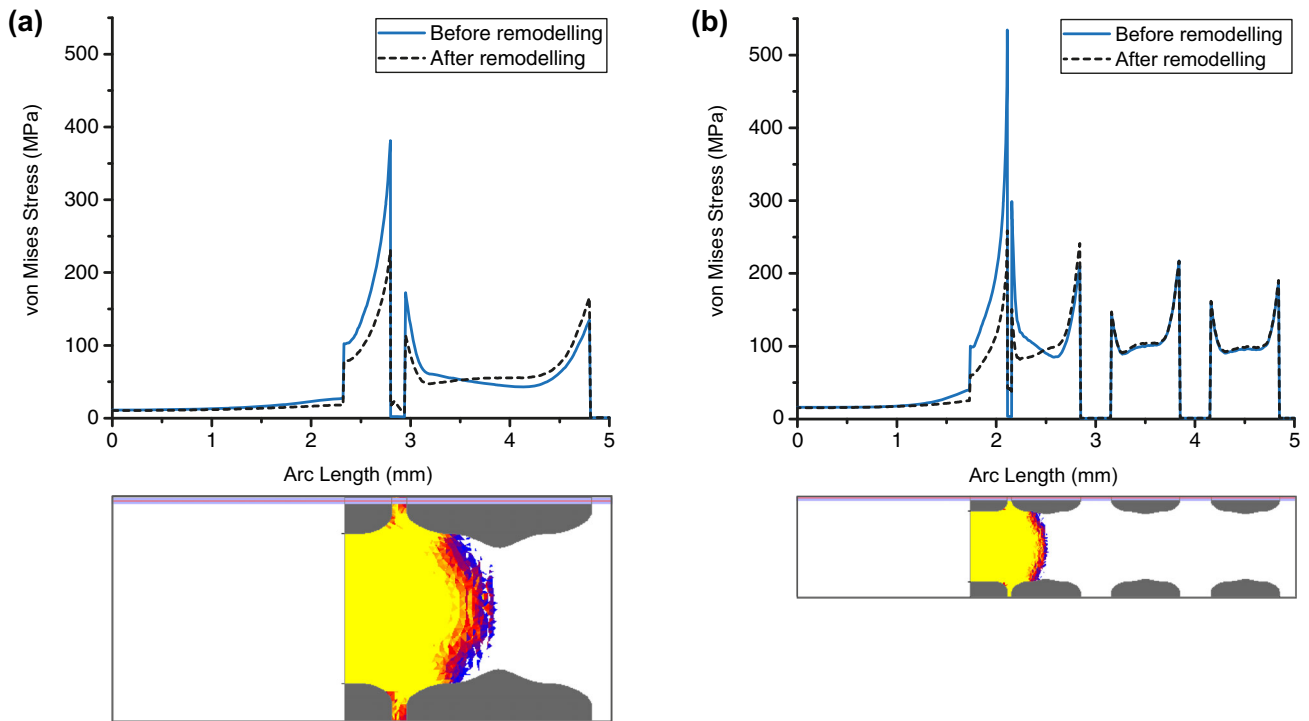 (a)
Before remodelling
After remodelling
von Mises Stress (MPa)
500
400
300
200
100
0
0 1 2 3 4 5
Arc Length (mm)
(b)
Before remodelling
After remodelling
von Mises Stress (MPa)
500
400
300
200
100
0
0 1 2 3 4 5
Arc Length (mm)